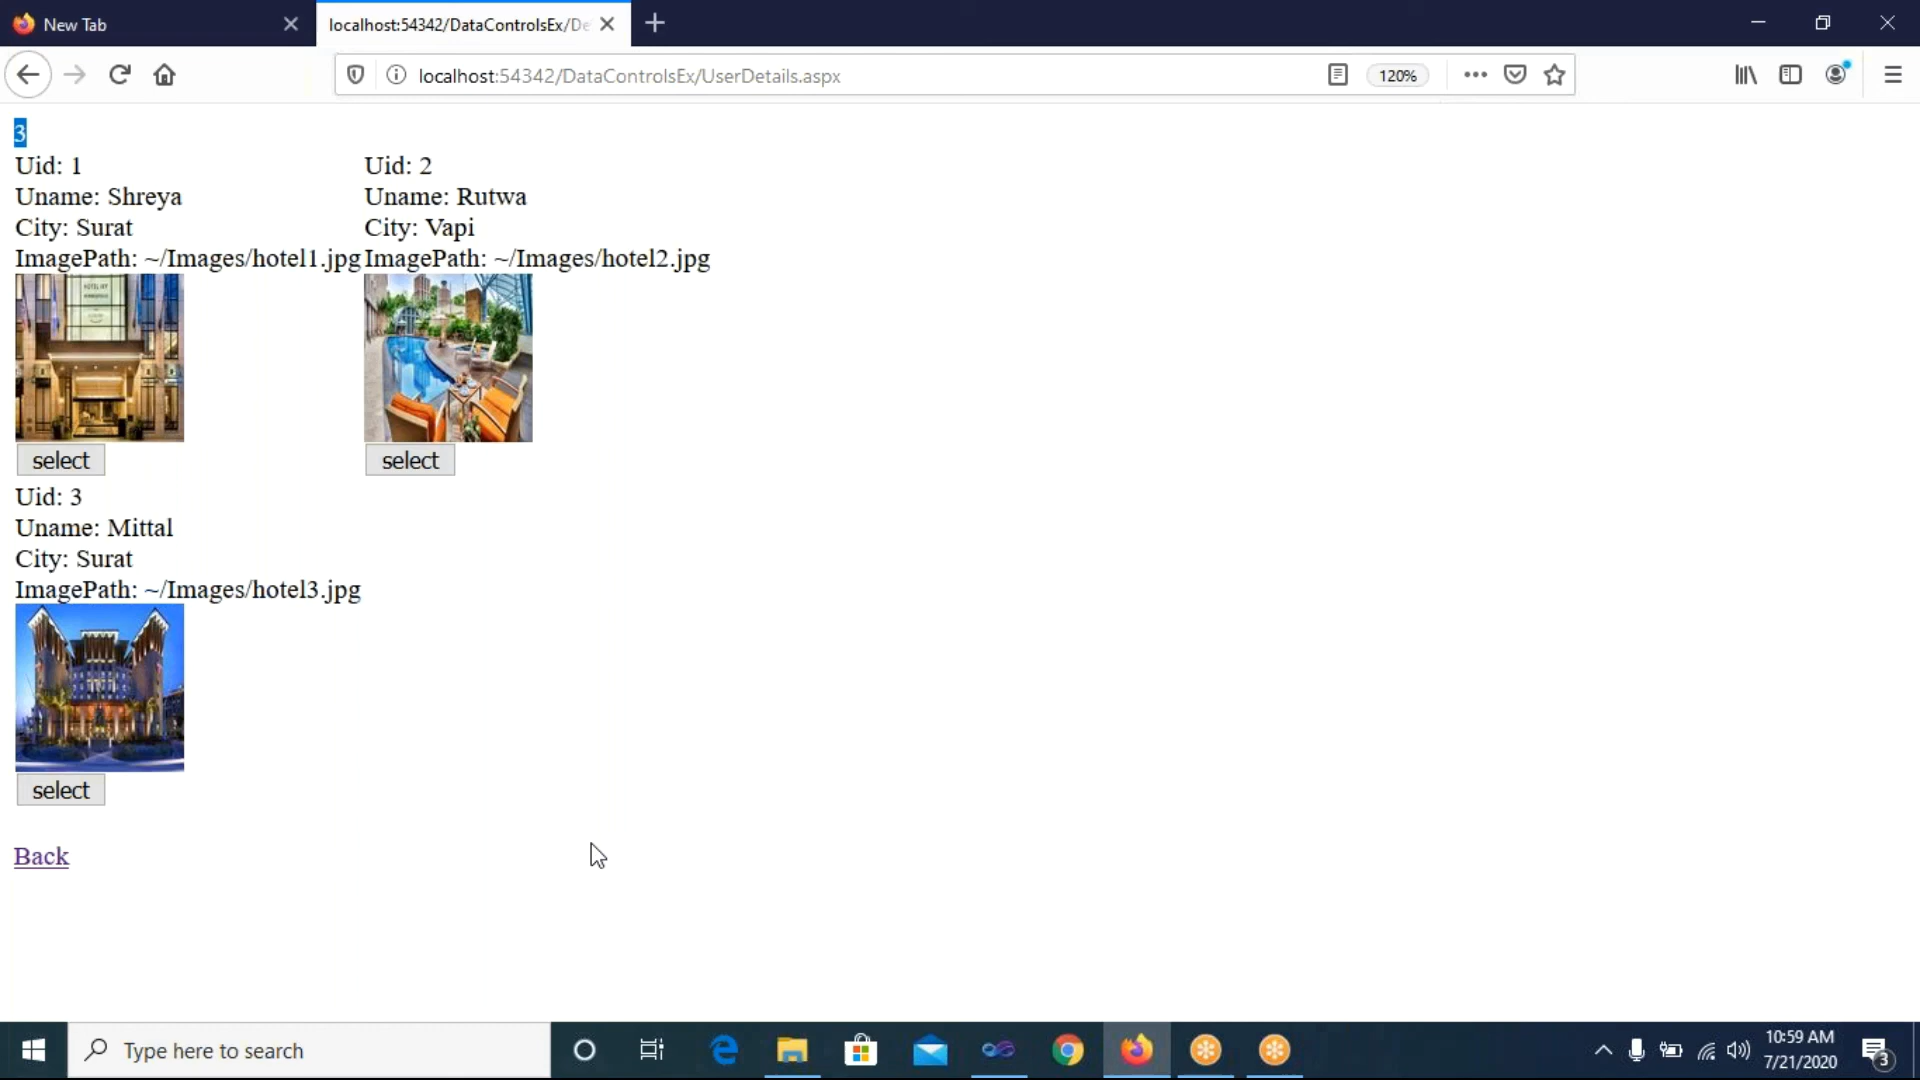 New Tab
localhost:54342/DataControlsEx/De
localhost:54342/DataControlsEx/UserDetails.aspx
120%
3
Uid: 1
Uname: Shreya
City: Surat
ImagePath: ~/Images/hotel1.jpg
select
Uid: 2
Uname: Rutwa
City: Vapi
ImagePath: ~/Images/hotel2.jpg
select
Uid: 3
Uname: Mittal
City: Surat
ImagePath: ~/Images/hotel3.jpg
select
Back
Type here to search
10:59 AM
7/21/2020
3